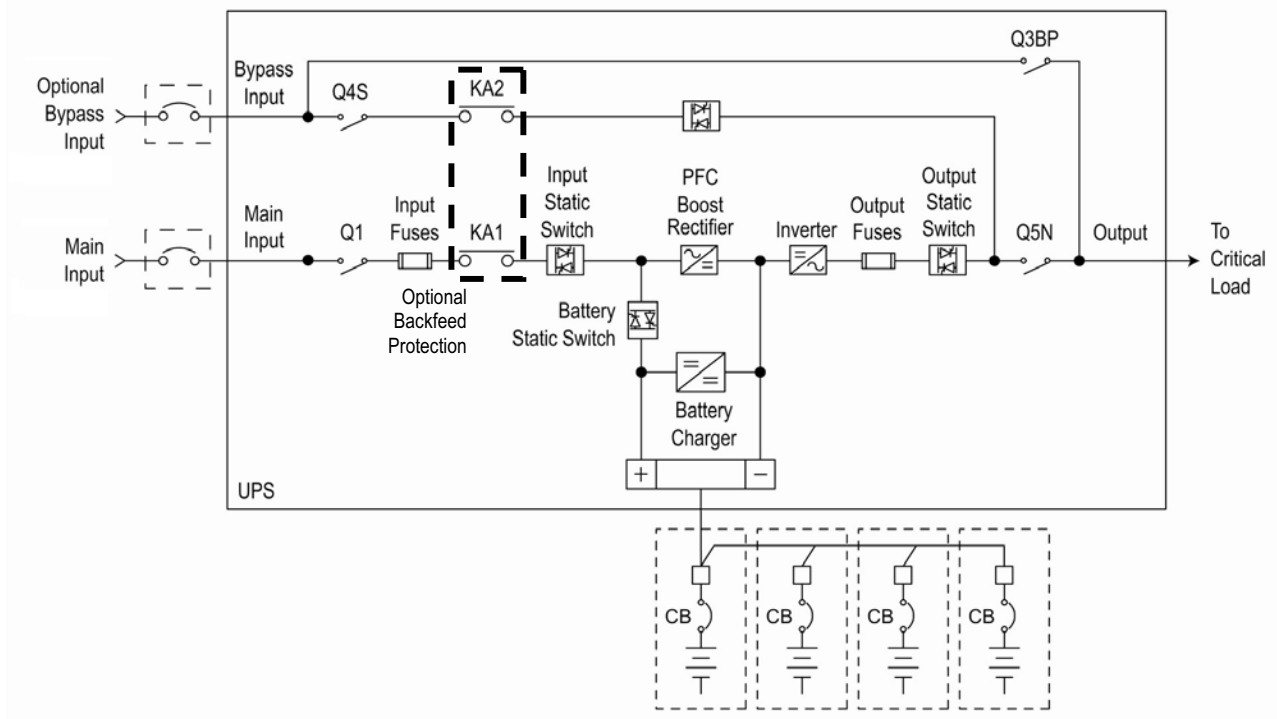 Q3BP
Optional
Bypass
Input
Bypass
Input
Q4S
KA2
Main
Input
Main
Input
Q1
Input
Fuses
KA1
Optional
Backfeed
Protection
Input
Static
Switch
PFC
Boost
Rectifier
Inverter
Output
Fuses
Output
Static
Switch
Q5N
Output
To
Critical
Load
Battery
Static Switch
Battery
Charger
+
−
UPS
CB
CB
CB
CB